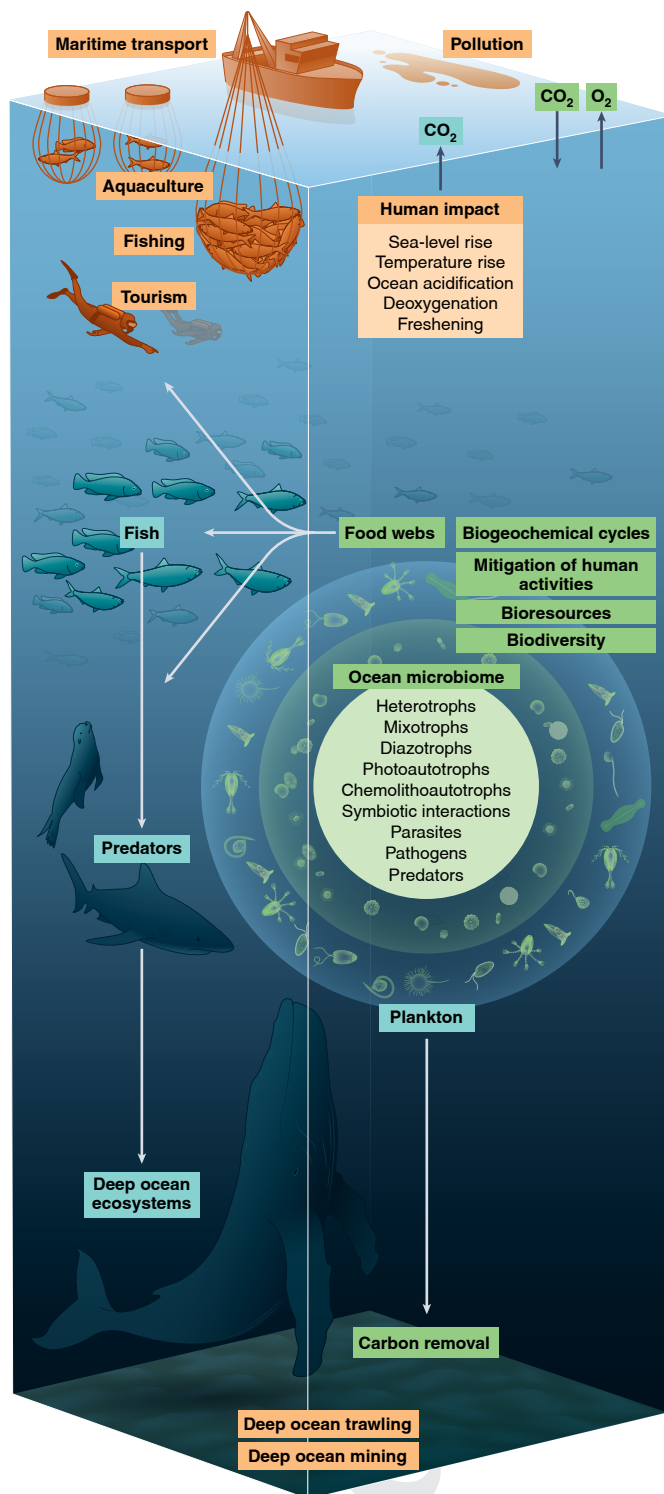 Maritime transport
Pollution
CO₂
O₂
CO₂
Aquaculture
Human impact
Sea-level rise
Temperature rise
Ocean acidification
Deoxygenation
Freshening
Fishing
Tourism
Fish
Food webs
Biogeochemical cycles
Mitigation of human
activities
Bioresources
Biodiversity
Ocean microbiome
Heterotrophs
Mixotrophs
Diazotrophs
Photoautotrophs
Chemolithoautotrophs
Symbiotic interactions
Parasites
Pathogens
Predators
Predators
Plankton
Deep ocean
ecosystems
Carbon removal
Deep ocean trawling
Deep ocean mining